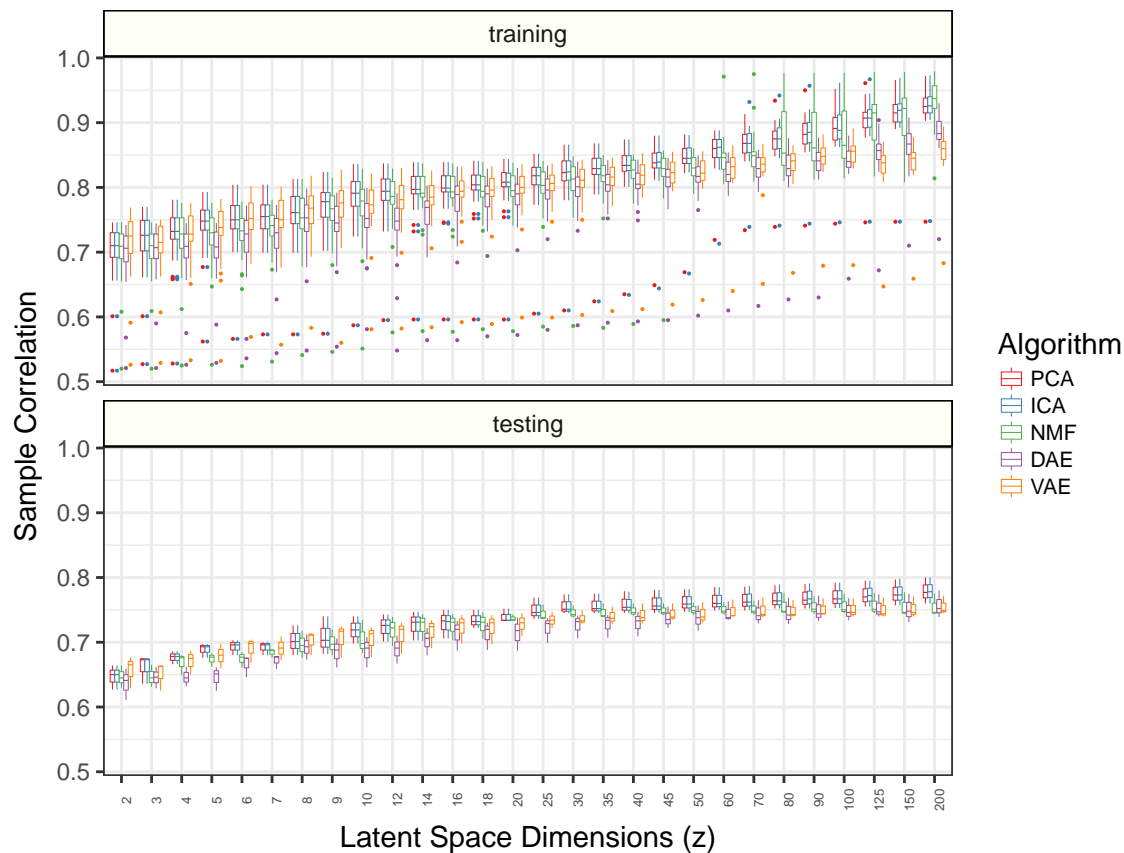 training
1.0
0.9
0.8
0.7
0.6
0.5
Sample Correlation
testing
1.0
0.9
0.8
0.7
0.6
0.5
2 3 4 5 6 7 8 9 10 12 14 16 18 20 25 30 35 40 45 50 60 70 80 90 100 125 150 200
Latent Space Dimensions (z)
Algorithm
PCA
ICA
NMF
DAE
VAE